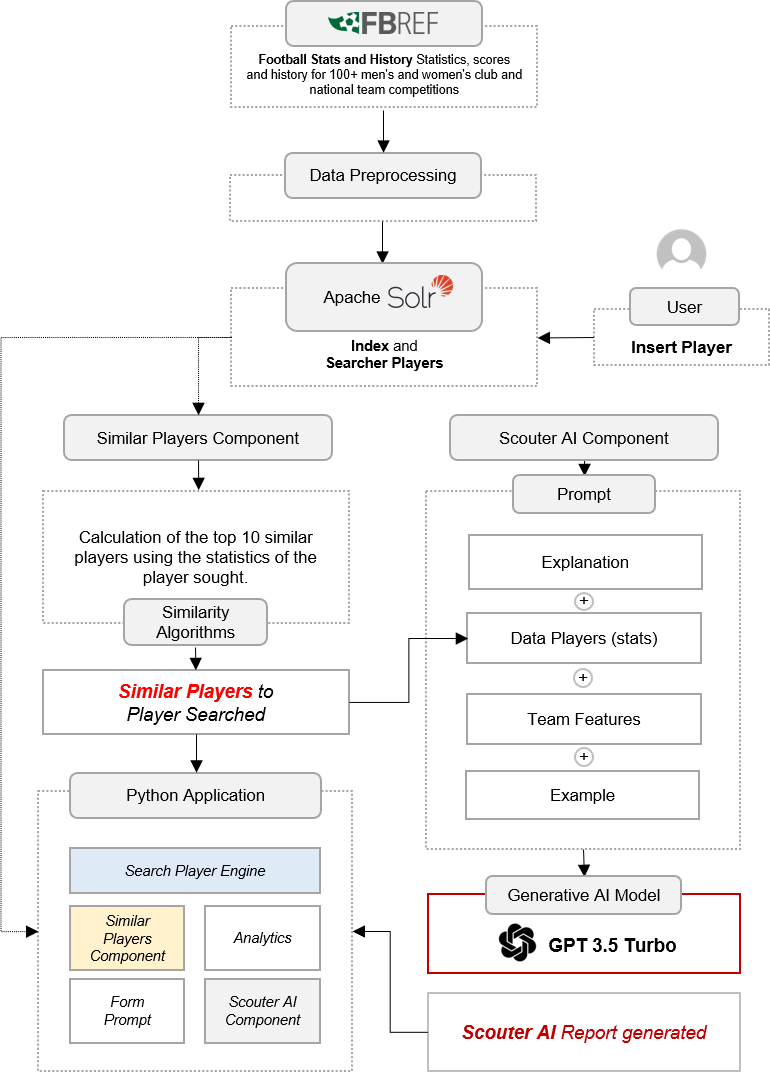 FBREF
Football Stats and History Statistics, scores
and history for 100+ men's and women's club and
national team competitions
Data Preprocessing
Apache Solr
Index and
Searcher Players
User
Insert Player
Similar Players Component
Calculation of the top 10 similar
players using the statistics of the
player sought.
Similarity
Algorithms
Similar Players to
Player Searched
Scouter AI Component
Prompt
Explanation
+
Data Players (stats)
+
Team Features
+
Example
Generative AI Model
GPT 3.5 Turbo
Scouter AI Report generated
Python Application
Search Player Engine
Similar
Players
Component
Analytics
Form
Prompt
Scouter AI
Component